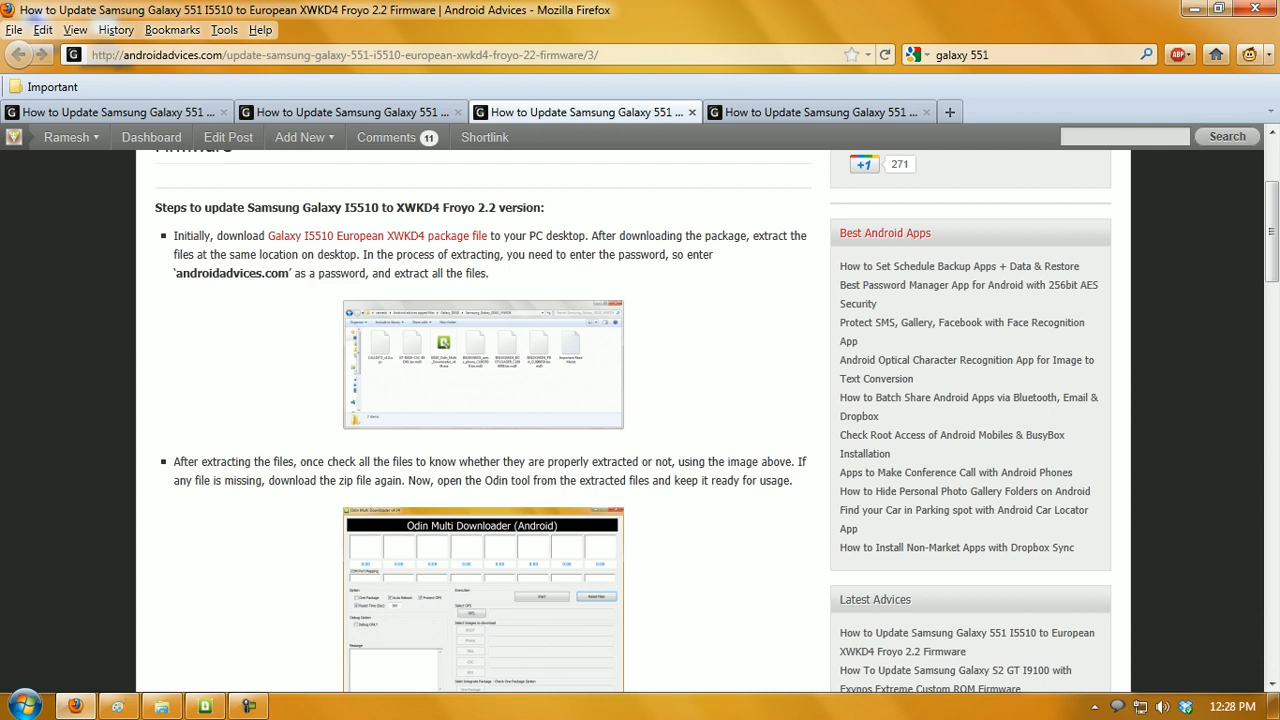 How to Update Samsung Galaxy 551 I5510 to European XWKD4 Froyo 2.2 Firmware | Android Advices - Mozilla Firefox
File Edit View History Bookmarks Tools Help
http://androidadvices.com/update-samsung-galaxy-551-i5510-european-xwkd4-froyo-22-firmware/3/
galaxy 551
ABP
Important
How to Update Samsung Galaxy 551 ...
How to Update Samsung Galaxy 551 ...
How to Update Samsung Galaxy 551 ...
How to Update Samsung Galaxy 551 ...
Ramesh Dashboard Edit Post Add New Comments 11 Shortlink Search
Firmware
+1 271
Steps to update Samsung Galaxy I5510 to XWKD4 Froyo 2.2 version:
Initially, download Galaxy I5510 European XWKD4 package file to your PC desktop. After downloading the package, extract the
files at the same location on desktop. In the process of extracting, you need to enter the password, so enter
‘androidadvices.com’ as a password, and extract all the files.
After extracting the files, once check all the files to know whether they are properly extracted or not, using the image above. If
any file is missing, download the zip file again. Now, open the Odin tool from the extracted files and keep it ready for usage.
Odin Multi Downloader (Android)
Start
Best Android Apps
How to Set Schedule Backup Apps + Data & Restore
Best Password Manager App for Android with 256bit AES
Security
Protect SMS, Gallery, Facebook with Face Recognition
App
Android Optical Character Recognition App for Image to
Text Conversion
How to Batch Share Android Apps via Bluetooth, Email &
Dropbox
Check Root Access of Android Mobiles & BusyBox
Installation
Apps to Make Conference Call with Android Phones
How to Hide Personal Photo Gallery Folders on Android
Find your Car in Parking spot with Android Car Locator
App
How to Install Non-Market Apps with Dropbox Sync
Latest Advices
How to Update Samsung Galaxy 551 I5510 to European
XWKD4 Froyo 2.2 Firmware
How To Update Samsung Galaxy S2 GT I9100 with
Exynos Extreme Custom ROM Firmware
12:28 PM